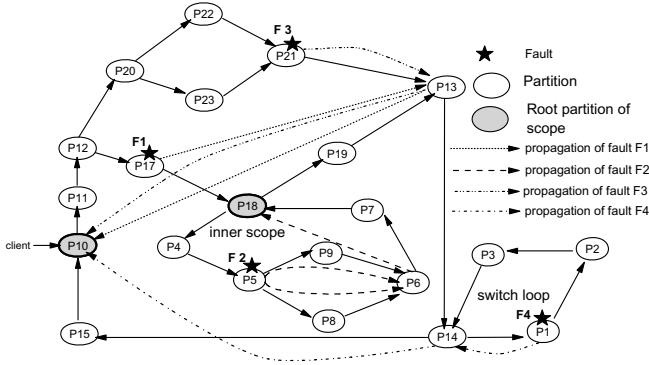 P22
F 3
P21
Fault
P20
P13
Partition
P23
Root partition of
scope
F1
P12
P17
P19
propagation of fault F1
propagation of fault F2
P11
P18
P7
propagation of fault F3
inner scope
propagation of fault F4
client
P10
P4
F 2
P9
P3
P2
P5
P6
switch loop
P8
F4
P15
P14
P1